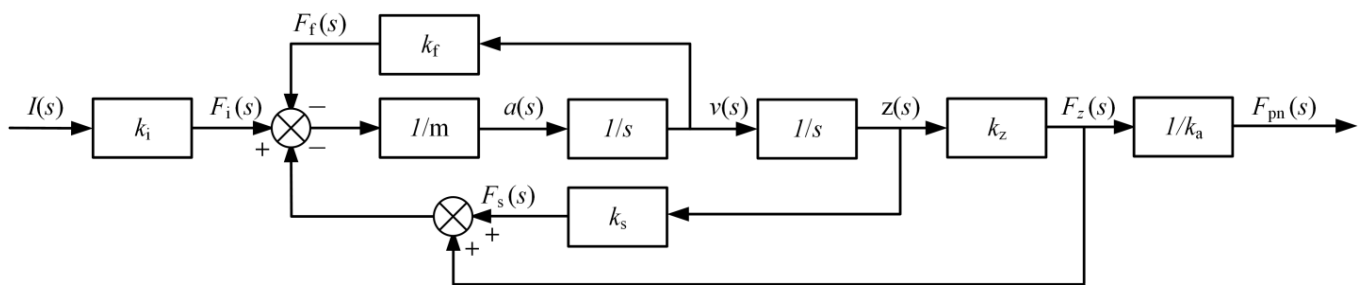 F_f(s)
k_f
I(s)
k_i
F_i(s)
+
−
−
1/m
a(s)
1/s
v(s)
1/s
z(s)
k_z
F_z(s)
1/k_a
F_pn(s)
F_s(s)
k_s
+
+